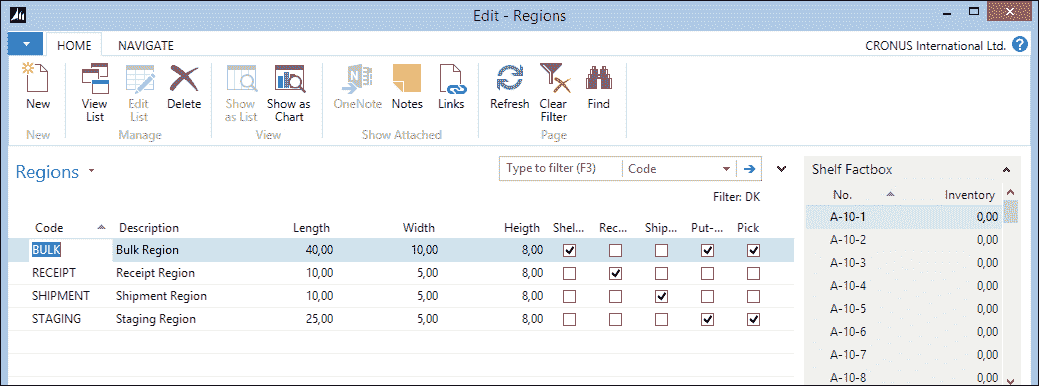 Edit - Regions
HOME NAVIGATE CRONUS International Ltd. ?
New View List Edit List Delete Show as List Show as Chart OneNote Notes Links Refresh Clear Filter Find
New Manage View Show Attached Page
Regions Type to filter (F3) Code Shelf Factbox
Filter: DK No. Inventory
Code Description Length Width Heigth Shel... Rec... Ship... Put-... Pick
A-10-1 0,00
BULK Bulk Region 40,00 10,00 8,00 A-10-2 0,00
RECEIPT Receipt Region 10,00 5,00 8,00 A-10-3 0,00
SHIPMENT Shipment Region 10,00 5,00 8,00 A-10-4 0,00
STAGING Staging Region 25,00 5,00 8,00 A-10-5 0,00
A-10-6 0,00
A-10-7 0,00
A-10-8 0,00